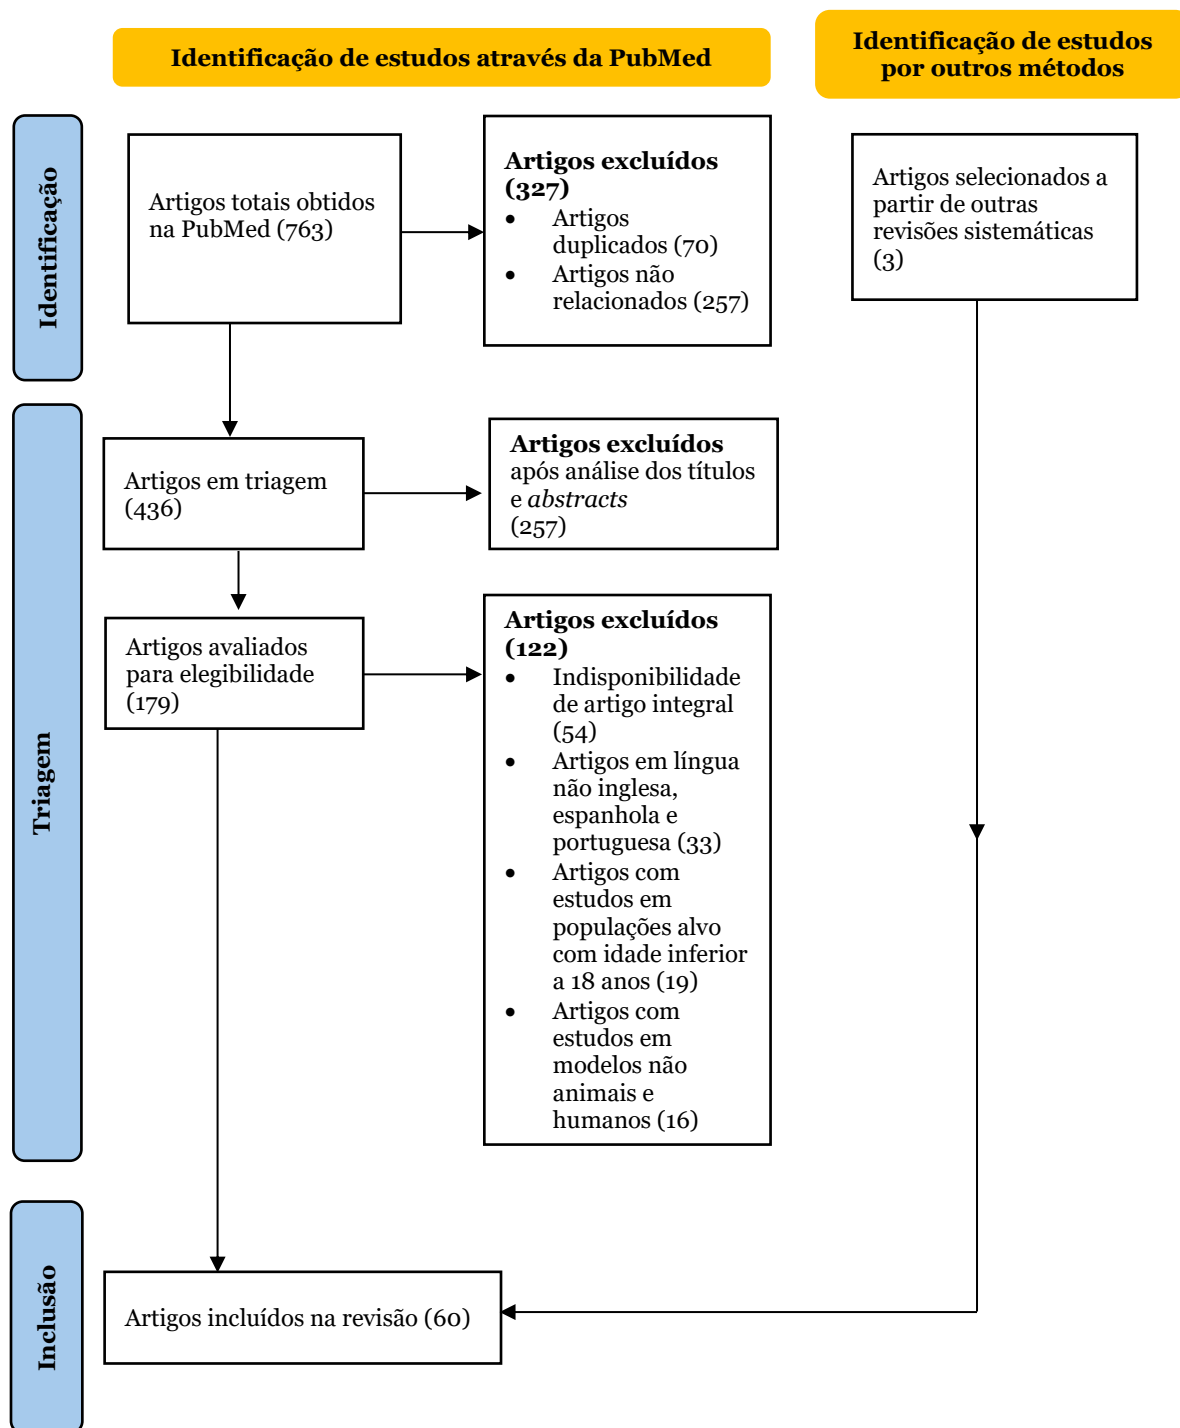 Identificação de estudos através da PubMed
Identificação de estudos
por outros métodos
Identificação
Artigos totais obtidos
na PubMed (763)
Artigos excluídos
(327)
• Artigos
duplicados (70)
• Artigos não
relacionados (257)
Artigos selecionados a
partir de outras
revisões sistemáticas
(3)
Triagem
Artigos em triagem
(436)
Artigos excluídos
após análise dos títulos
e abstracts
(257)
Artigos avaliados
para elegibilidade
(179)
Artigos excluídos
(122)
• Indisponibilidade
de artigo integral
(54)
• Artigos em língua
não inglesa,
espanhola e
portuguesa (33)
• Artigos com
estudos em
populações alvo
com idade inferior
a 18 anos (19)
• Artigos com
estudos em
modelos não
animais e
humanos (16)
Inclusão
Artigos incluídos na revisão (60)